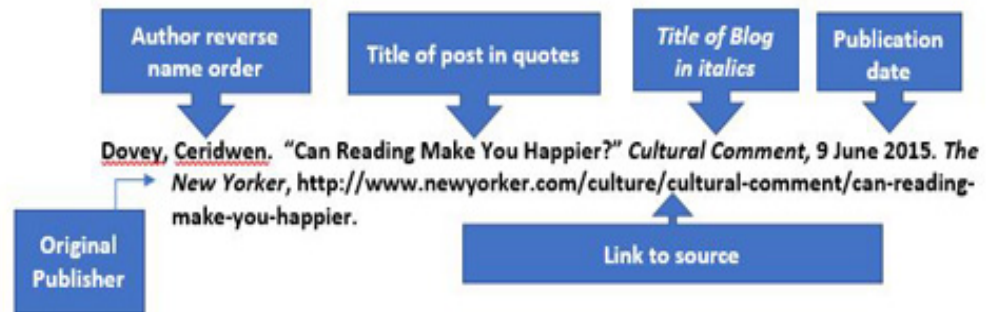 Author reverse
name order
Title of post in quotes
Title of Blog
in italics
Publication
date
Dovey, Ceridwen. “Can Reading Make You Happier?” Cultural Comment, 9 June 2015. The
New Yorker, http://www.newyorker.com/culture/cultural-comment/can-reading-
make-you-happier.
Original
Publisher
Link to source